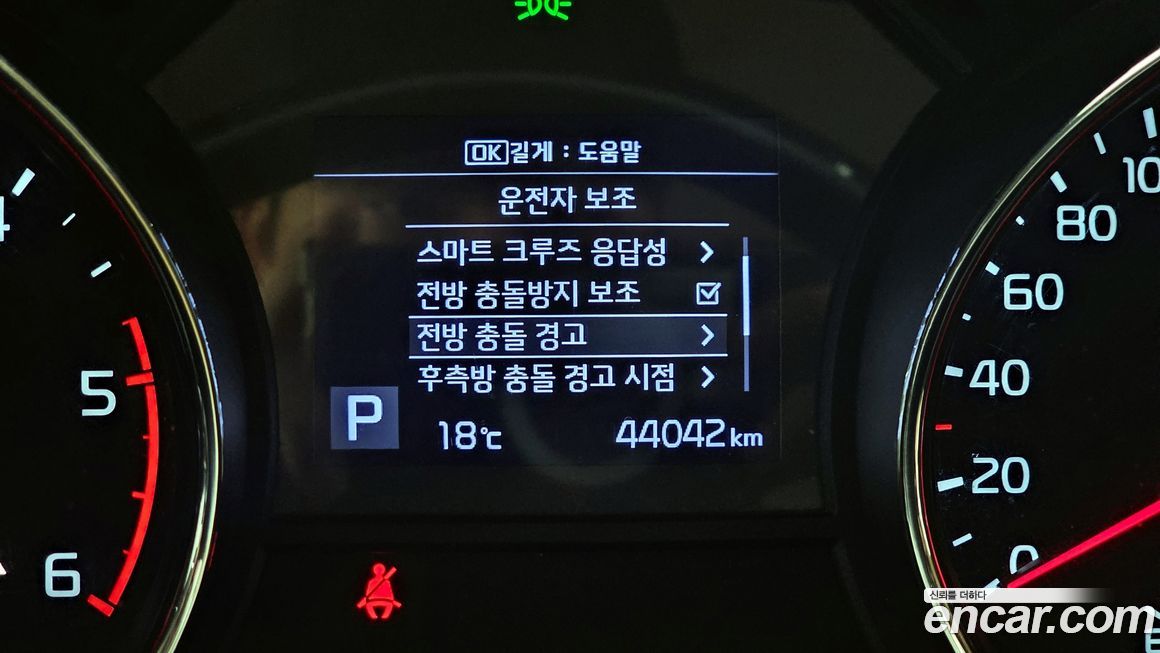 OK길게 : 도움말
운전자 보조
스마트 크루즈 응답성
전방 충돌방지 보조
전방 충돌 경고
후측방 충돌 경고 시점
P
18℃
44042 km
4
5
6
100
80
60
40
20
0
신뢰를 더하다
encar.com